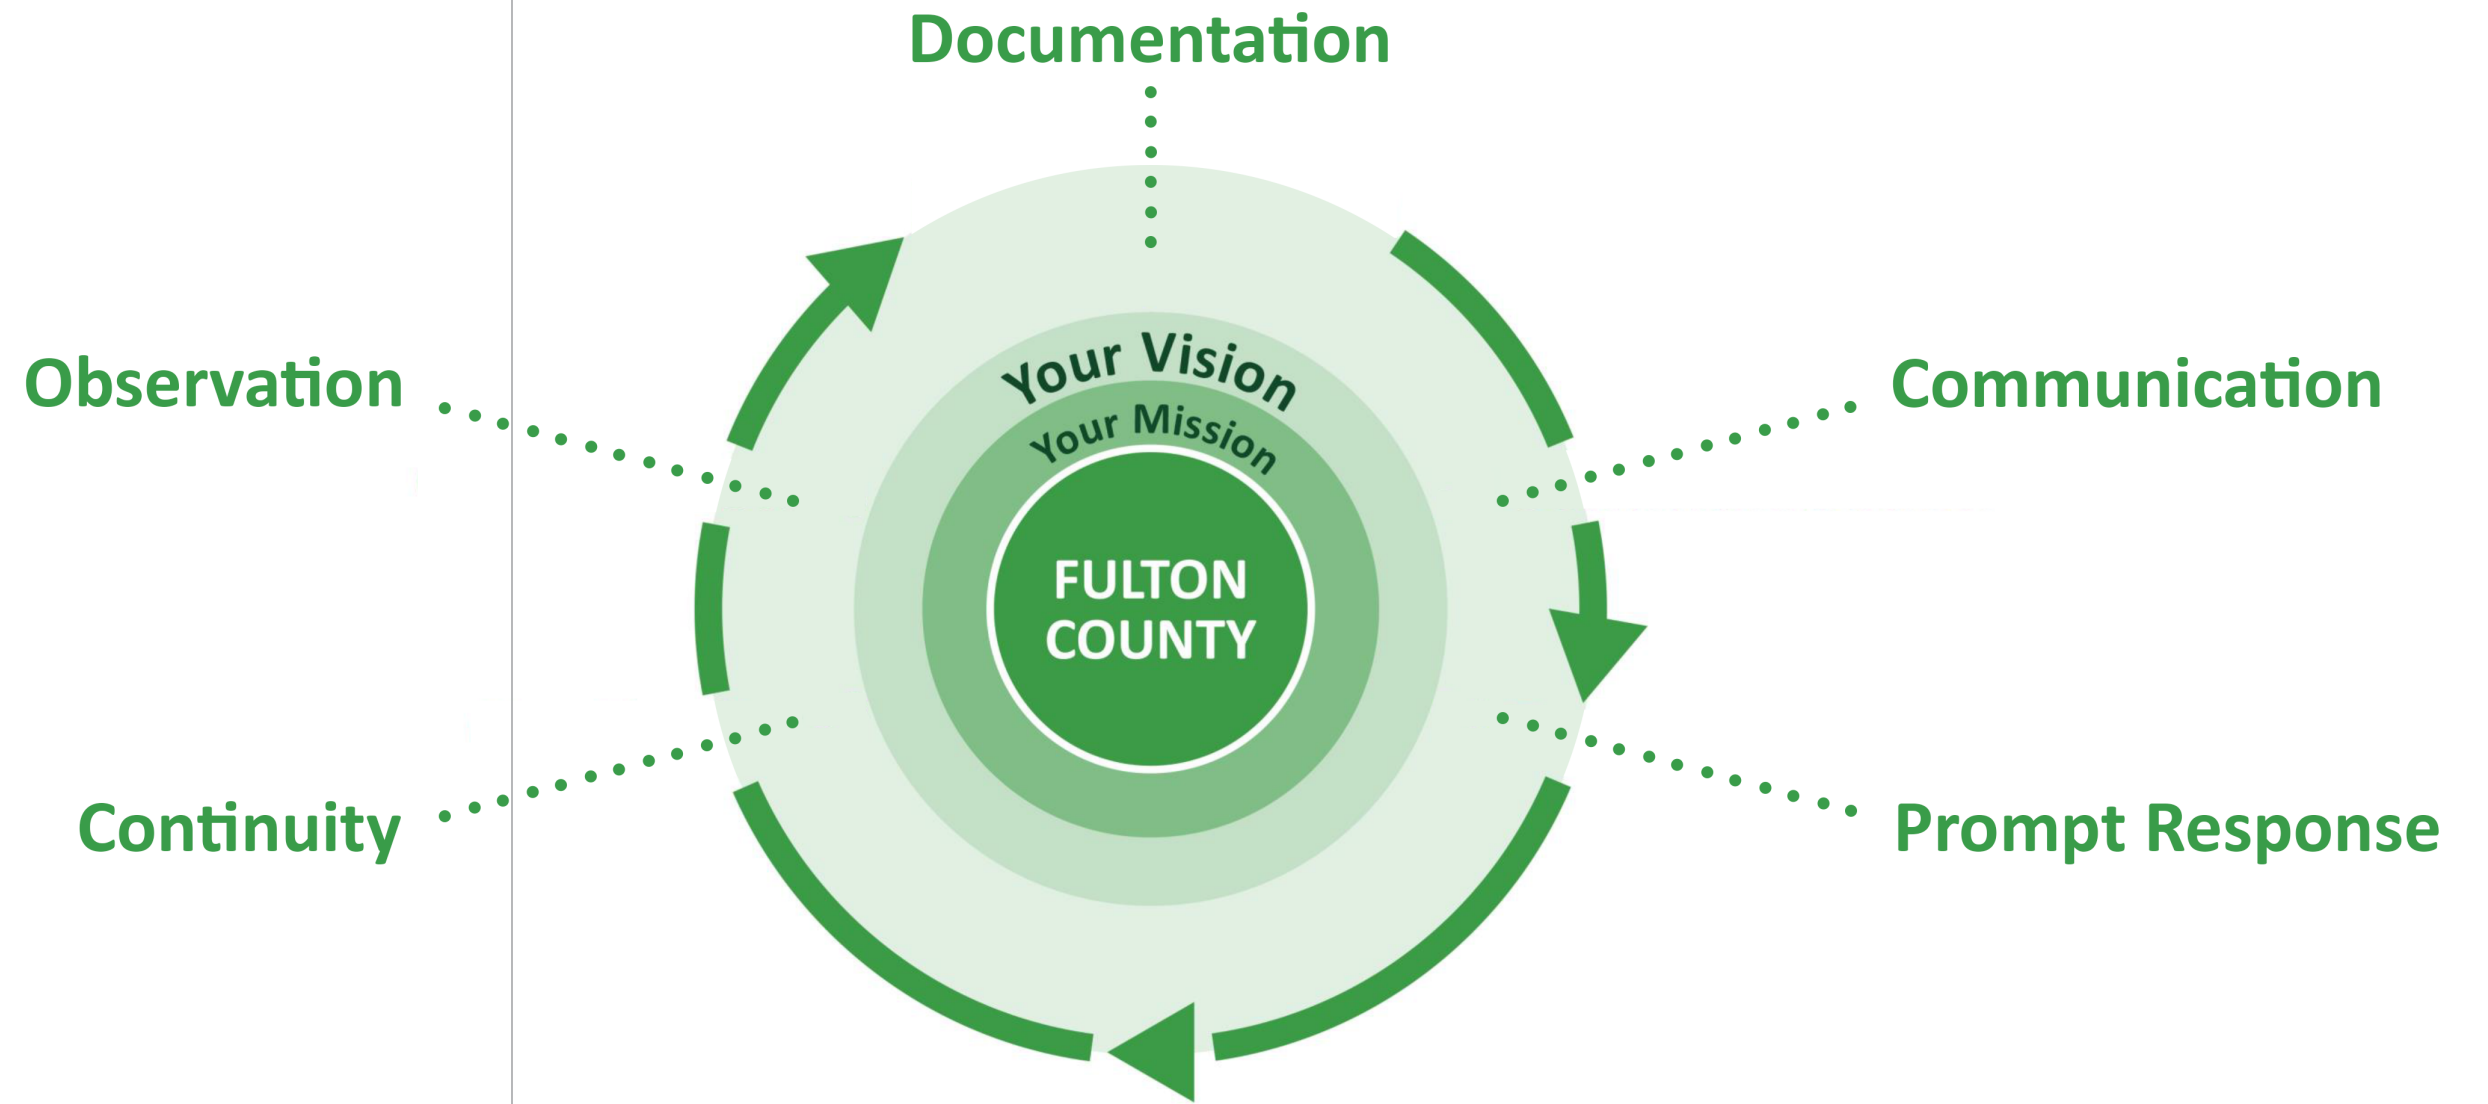 Documentation
Observation
Communication
Your Vision
Your Mission
FULTON
COUNTY
Continuity
Prompt Response